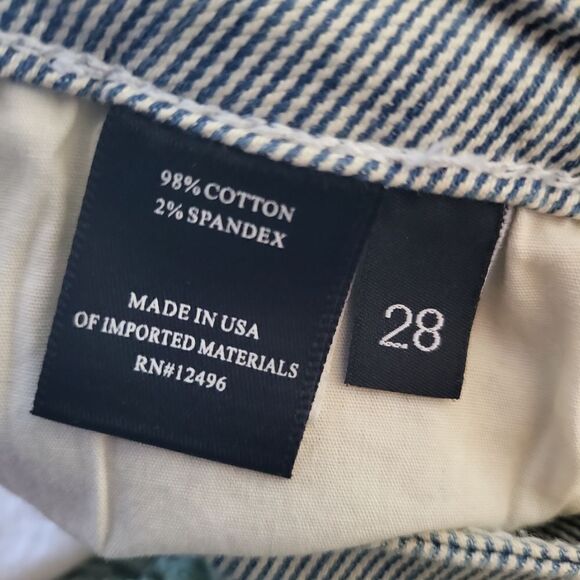 98% COTTON
2% SPANDEX
MADE IN USA
OF IMPORTED MATERIALS
RN#12496
28